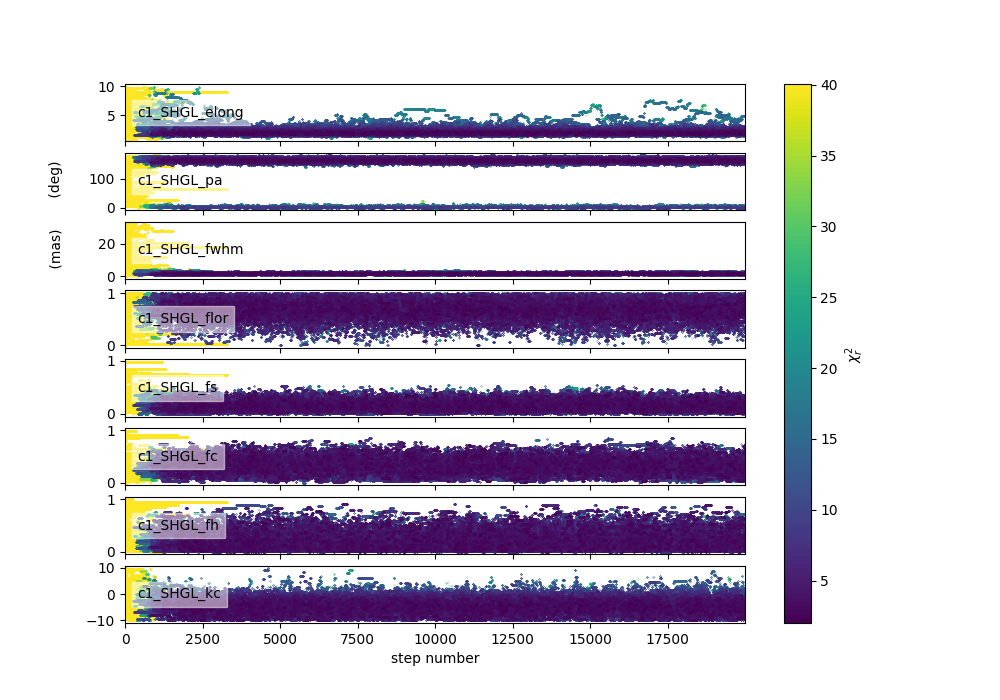 10
5
c1_SHGL_elong
(deg)
100
0
c1_SHGL_pa
(mas)
20
0
c1_SHGL_fwhm
1
0
c1_SHGL_flor
1
0
c1_SHGL_fs
1
0
c1_SHGL_fc
1
0
c1_SHGL_fh
10
0
−10
c1_SHGL_kc
0 2500 5000 7500 10000 12500 15000 17500
step number
40
35
30
25
20
15
10
5
χ²ᵣ